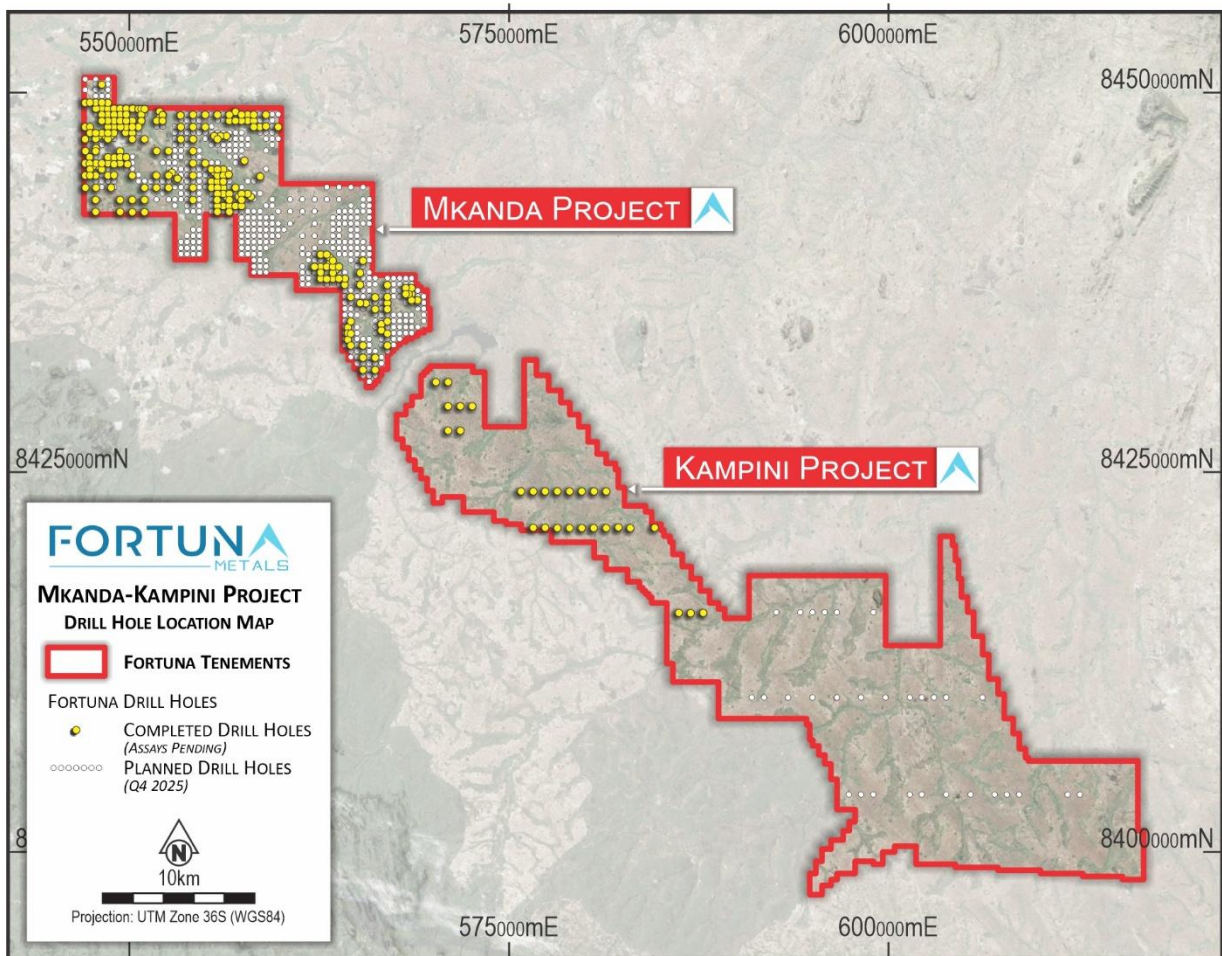 550000mE
575000mE
600000mE
8450000mN
8450000mN
MKANDA PROJECT
8425000mN
8425000mN
KAMPINI PROJECT
FORTUNA
METALS
MKANDA-KAMPINI PROJECT
DRILL HOLE LOCATION MAP
FORTUNA TENEMENTS
FORTUNA DRILL HOLES
COMPLETED DRILL HOLES
(ASSAYS PENDING)
PLANNED DRILL HOLES
(Q4 2025)
N
10km
Projection: UTM Zone 36S (WGS84)
8
8400000mN
575000mE
600000mE